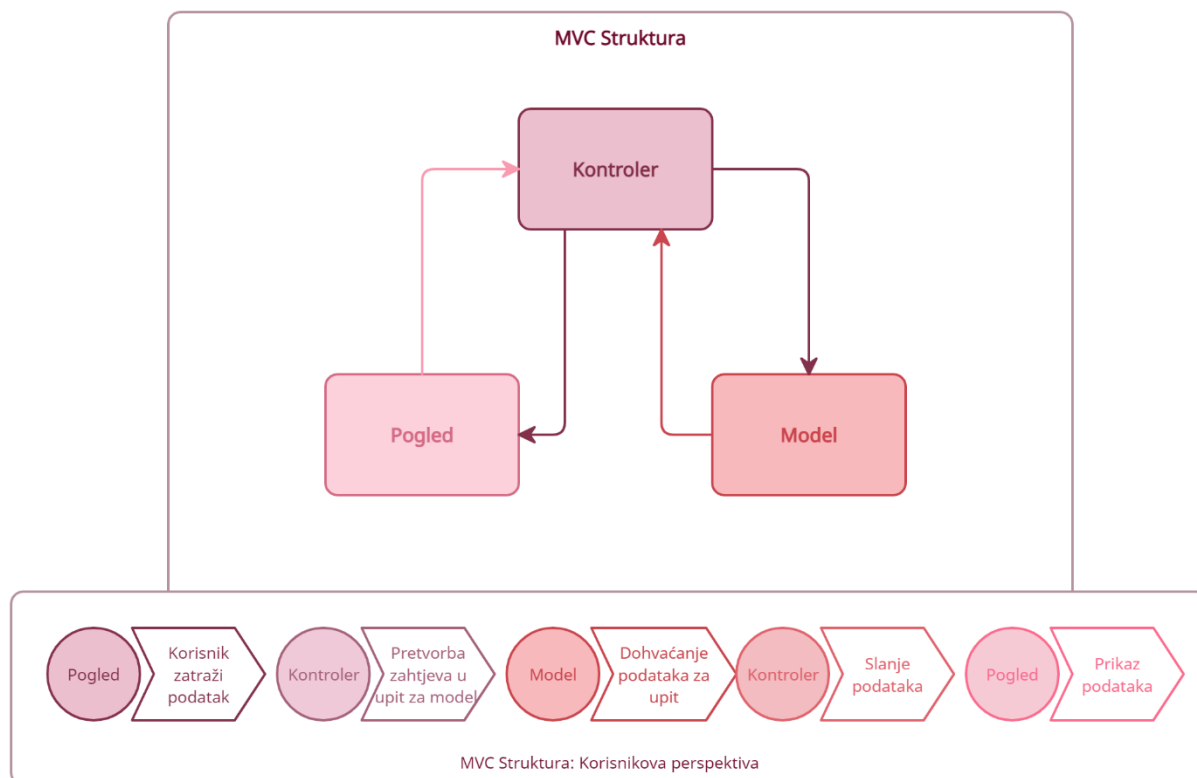 MVC Struktura
Kontroler
Pogled
Model
Pogled
Korisnik
zatraži
podatak
Kontroler
Pretvorba
zahtjeva u
upit za model
Model
Dohvaćanje
podataka za
upit
Kontroler
Slanje
podataka
Pogled
Prikaz
podataka
MVC Struktura: Korisnikova perspektiva